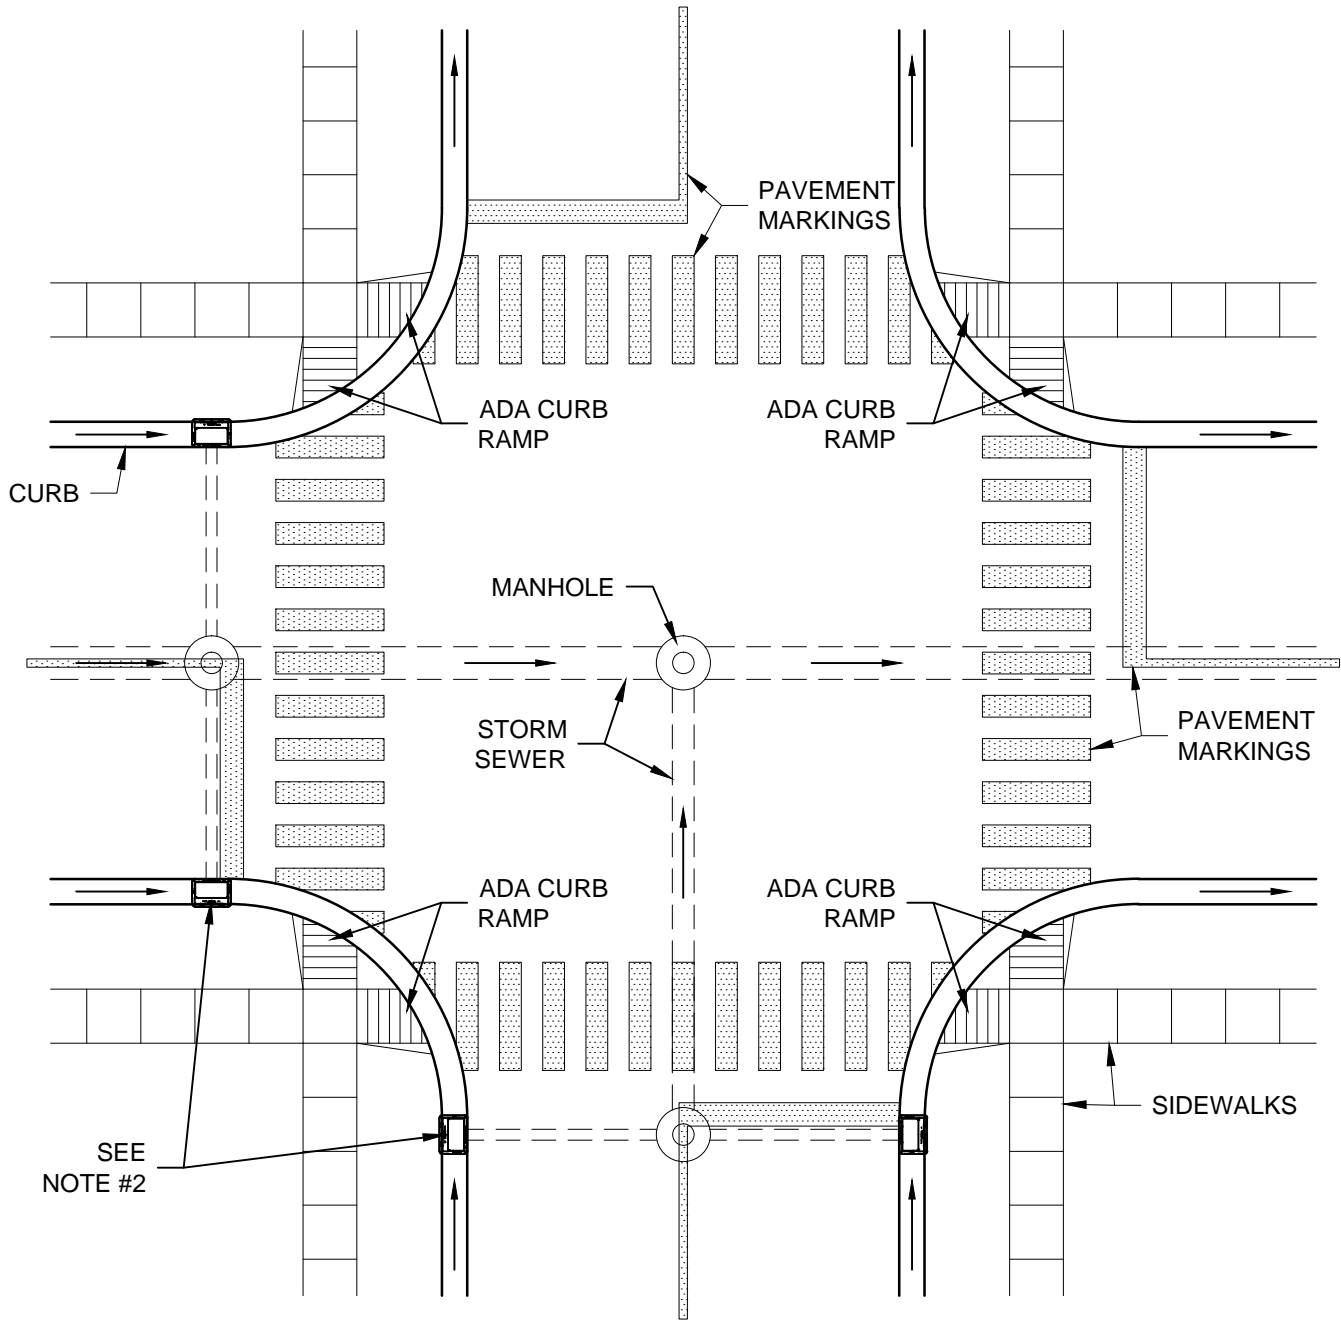 PAVEMENT
MARKINGS
ADA CURB
RAMP
ADA CURB
RAMP
CURB
MANHOLE
STORM
SEWER
PAVEMENT
MARKINGS
ADA CURB
RAMP
ADA CURB
RAMP
SIDEWALKS
SEE
NOTE #2